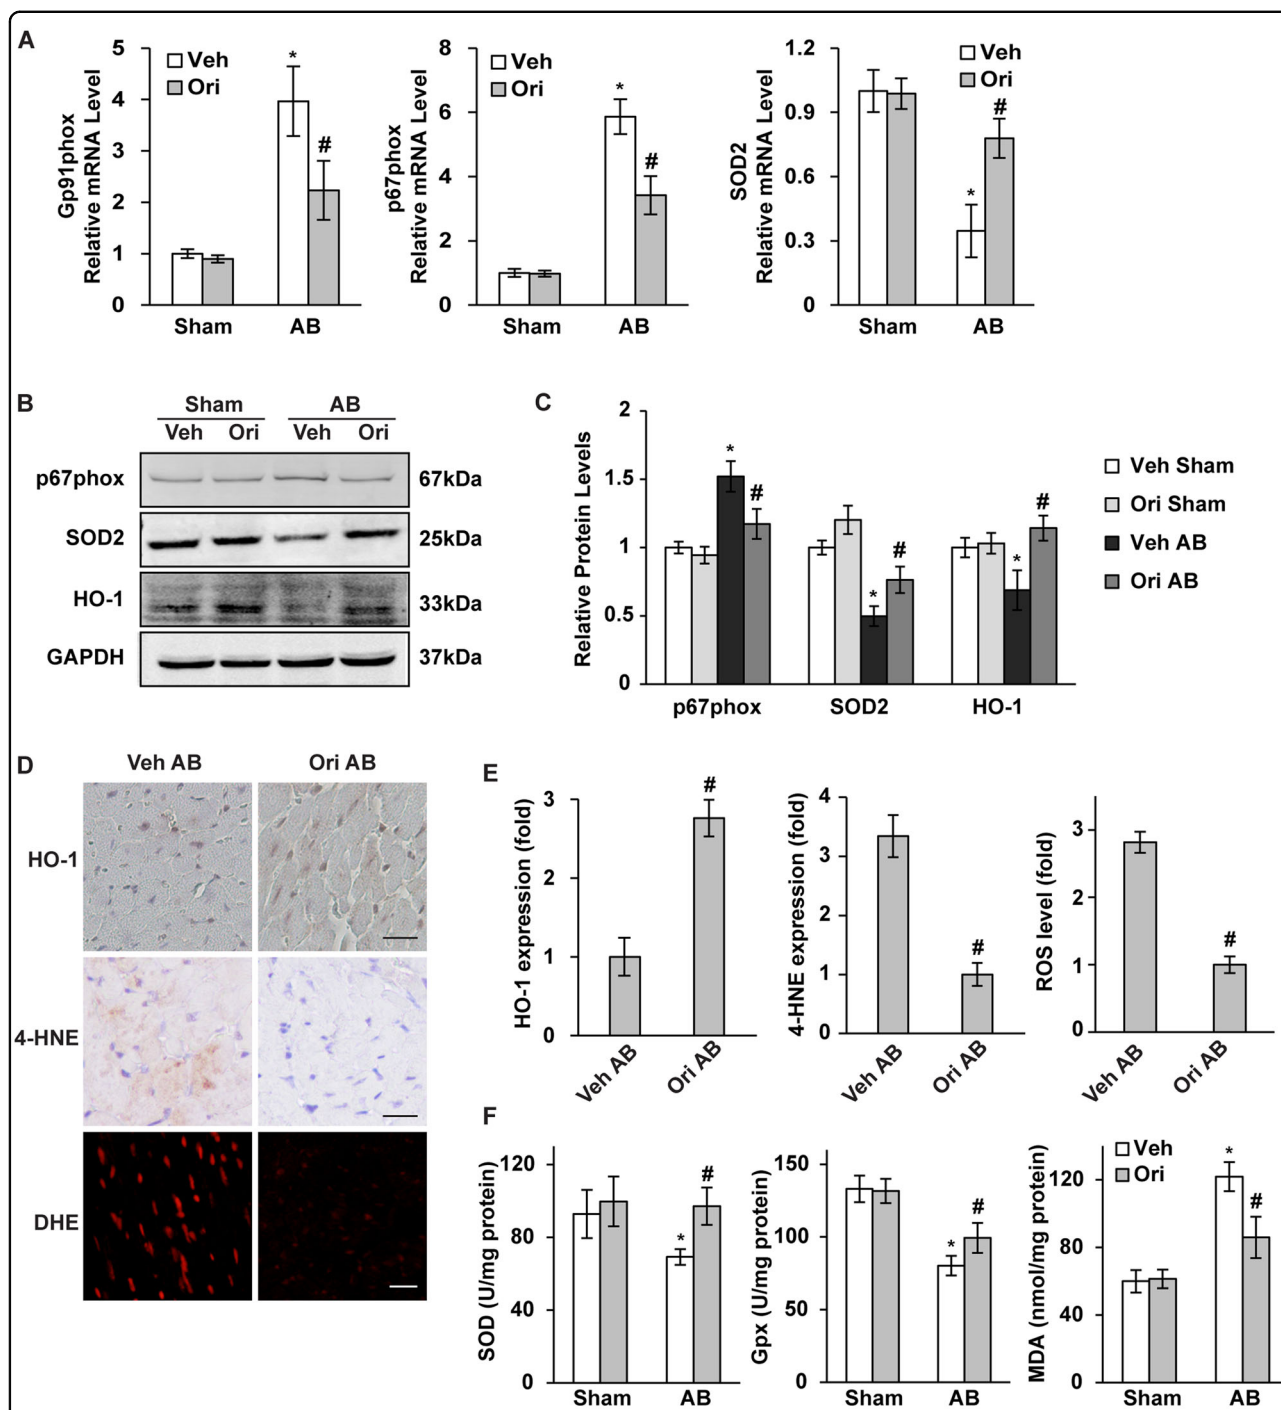 A
Gp91phox
Relative mRNA Level
5
4
3
2
1
0
Veh
Ori
*
#
Sham AB
p67phox
Relative mRNA Level
8
6
4
2
0
Veh
Ori
*
#
Sham AB
SOD2
Relative mRNA Level
1.2
0.9
0.6
0.3
0
Veh
Ori
*
#
Sham AB
B
Sham AB
Veh Ori Veh Ori
p67phox 67kDa
SOD2 25kDa
HO-1 33kDa
GAPDH 37kDa
C
Relative Protein Levels
2
1.5
1
0.5
0
* # * # * #
p67phox SOD2 HO-1
Veh Sham
Ori Sham
Veh AB
Ori AB
D
Veh AB Ori AB
HO-1
4-HNE
DHE
E
HO-1 expression (fold)
3
2
1
0
#
Veh AB Ori AB
4-HNE expression (fold)
4
3
2
1
0
#
Veh AB Ori AB
ROS level (fold)
3
2
1
0
#
Veh AB Ori AB
F
SOD (U/mg protein)
120
80
40
0
*
#
Sham AB
Gpx (U/mg protein)
150
100
50
0
*
#
Sham AB
MDA (nmol/mg protein)
120
80
40
0
Veh
Ori
*
#
Sham AB